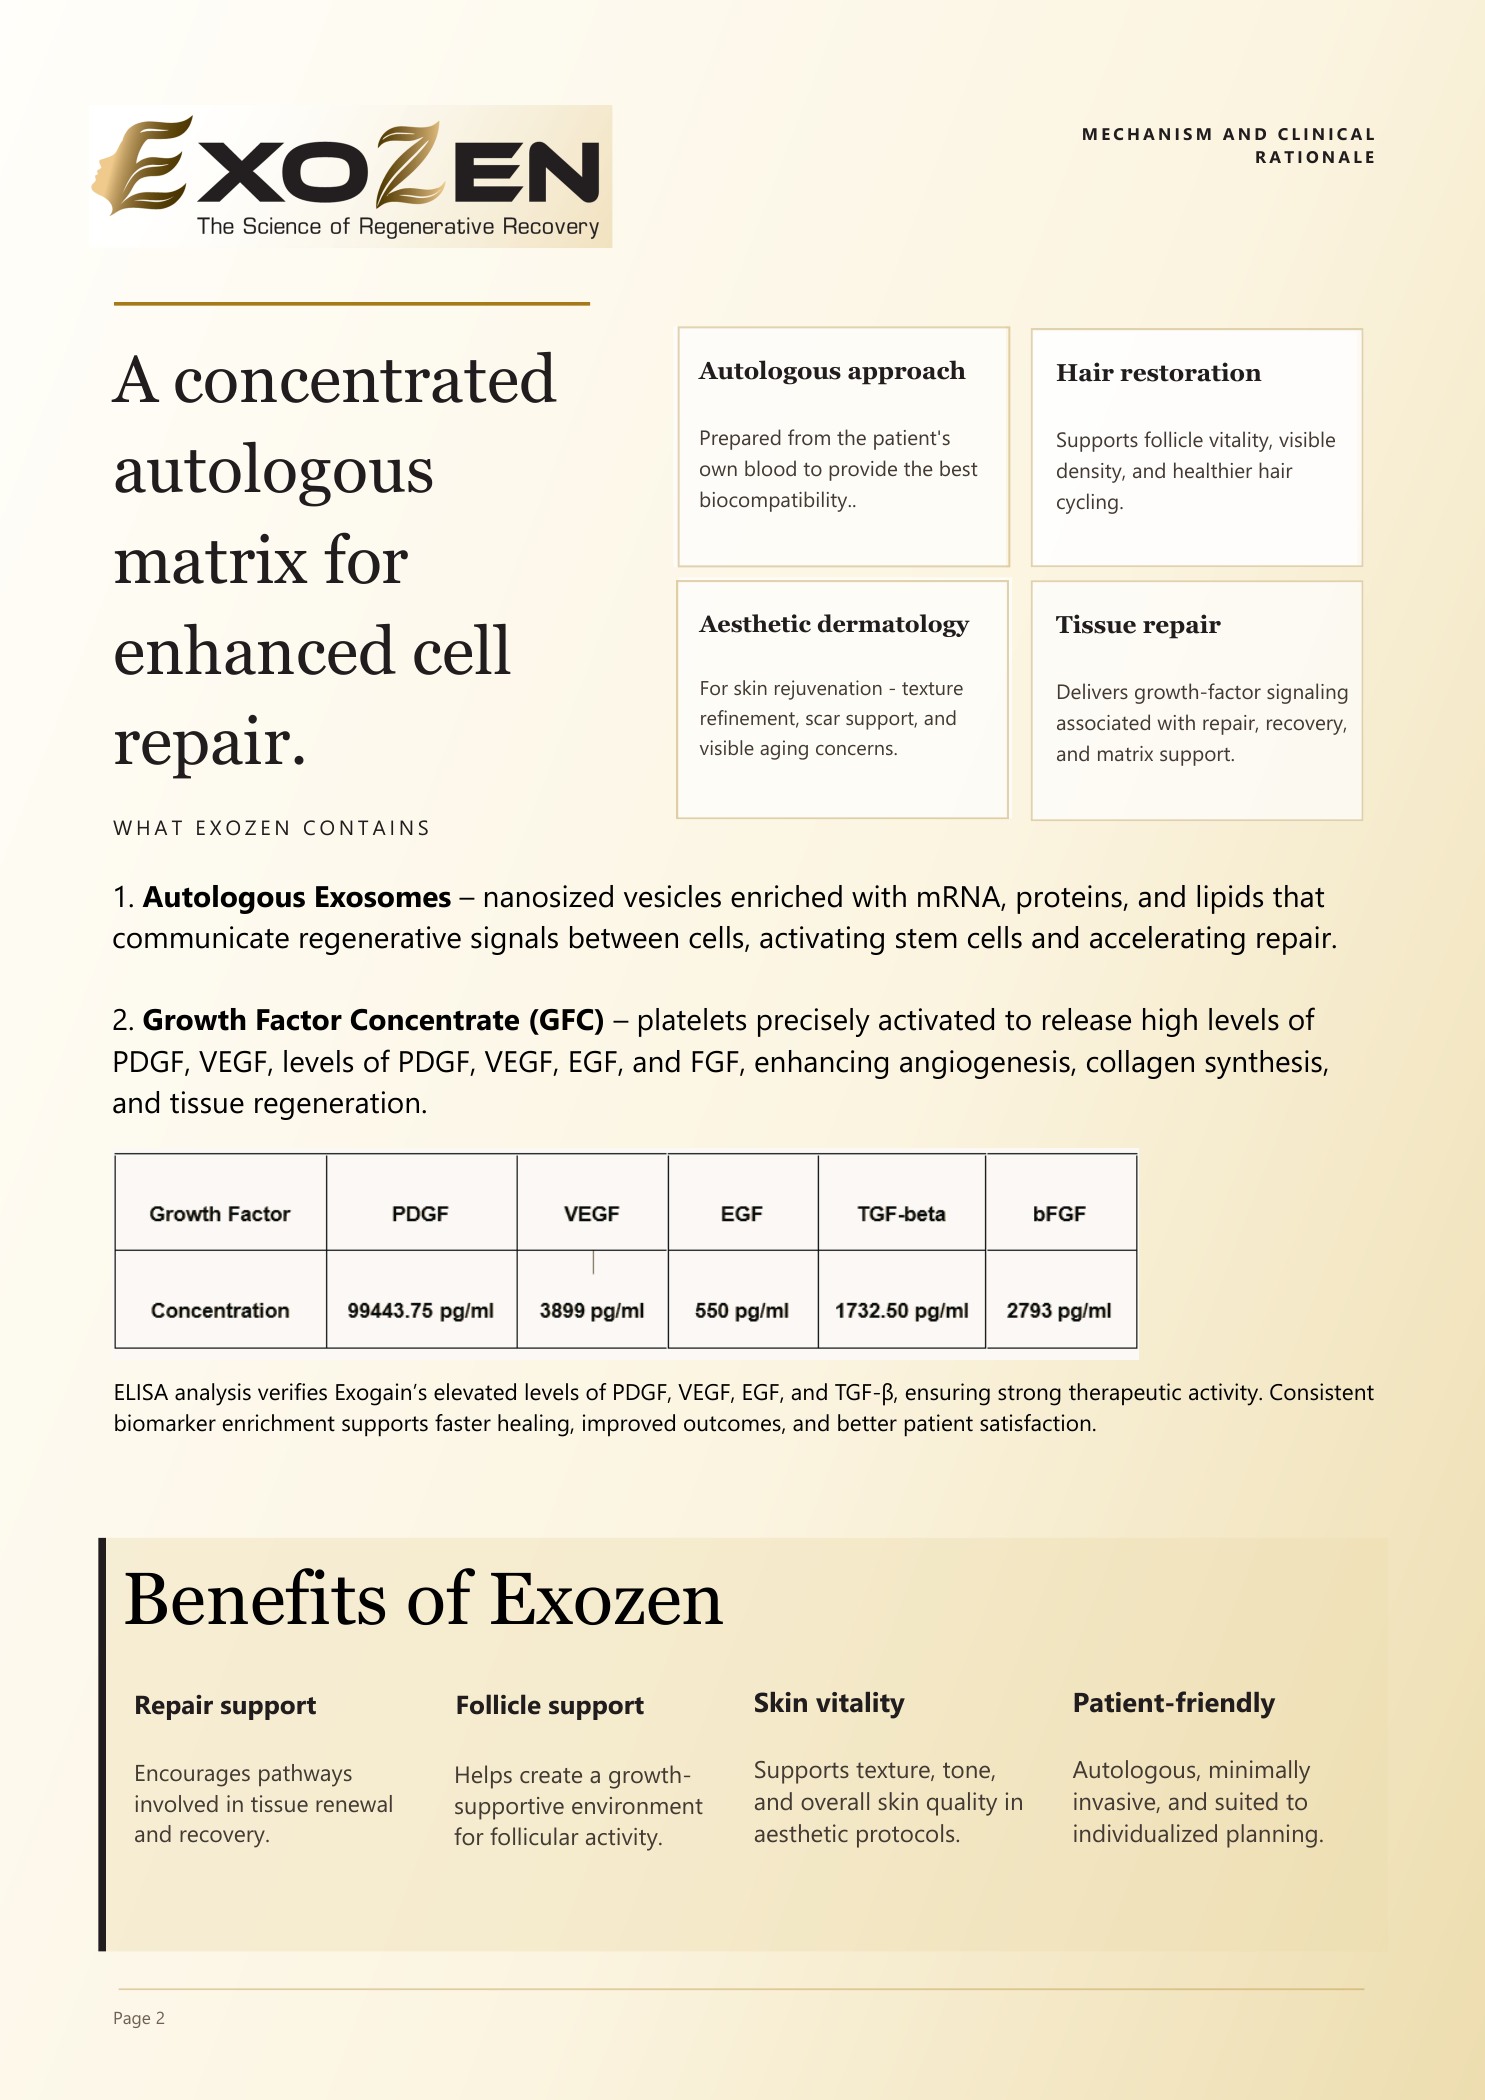 EXOZEN
The Science of Regenerative Recovery
MECHANISM AND CLINICAL
RATIONALE
A concentrated
autologous
matrix for
enhanced cell
repair.
Autologous approach
Prepared from the patient's
own blood to provide the best
biocompatibility..
Hair restoration
Supports follicle vitality, visible
density, and healthier hair
cycling.
Aesthetic dermatology
For skin rejuvenation - texture
refinement, scar support, and
visible aging concerns.
Tissue repair
Delivers growth-factor signaling
associated with repair, recovery,
and matrix support.
WHAT EXOZEN CONTAINS
1. Autologous Exosomes – nanosized vesicles enriched with mRNA, proteins, and lipids that
communicate regenerative signals between cells, activating stem cells and accelerating repair.
2. Growth Factor Concentrate (GFC) – platelets precisely activated to release high levels of
PDGF, VEGF, levels of PDGF, VEGF, EGF, and FGF, enhancing angiogenesis, collagen synthesis,
and tissue regeneration.
Growth Factor PDGF VEGF EGF TGF-beta bFGF
Concentration 99443.75 pg/ml 3899 pg/ml 550 pg/ml 1732.50 pg/ml 2793 pg/ml
ELISA analysis verifies Exogain’s elevated levels of PDGF, VEGF, EGF, and TGF-β, ensuring strong therapeutic activity. Consistent
biomarker enrichment supports faster healing, improved outcomes, and better patient satisfaction.
Benefits of Exozen
Repair support
Encourages pathways
involved in tissue renewal
and recovery.
Follicle support
Helps create a growth-
supportive environment
for follicular activity.
Skin vitality
Supports texture, tone,
and overall skin quality in
aesthetic protocols.
Patient-friendly
Autologous, minimally
invasive, and suited to
individualized planning.
Page 2